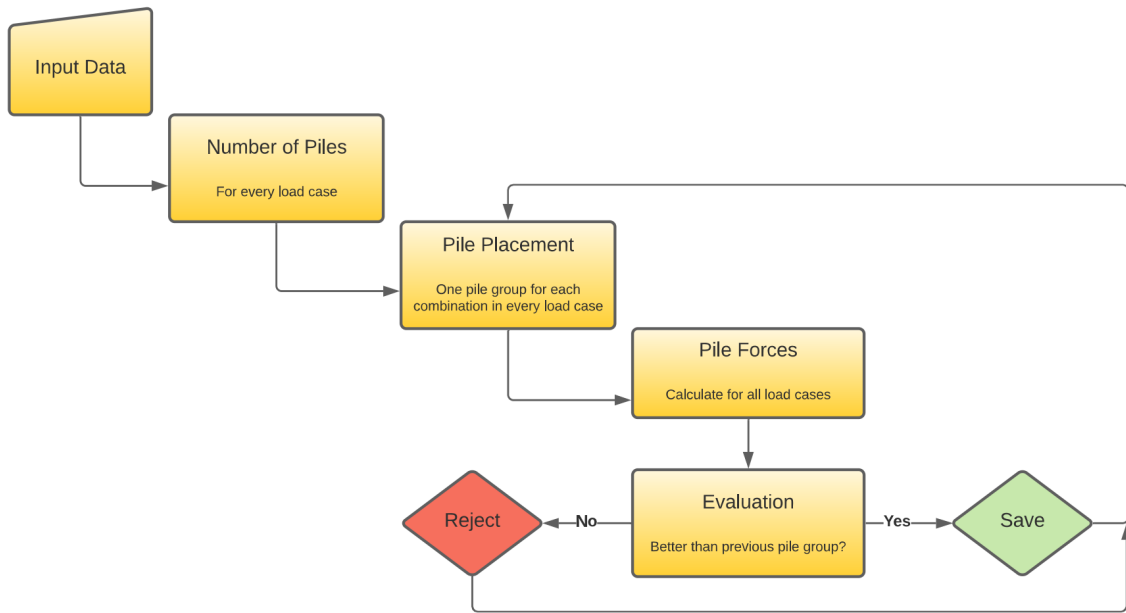 Input Data
Number of Piles
For every load case
Pile Placement
One pile group for each
combination in every load case
Pile Forces
Calculate for all load cases
Reject
No
Evaluation
Better than previous pile group?
Yes
Save